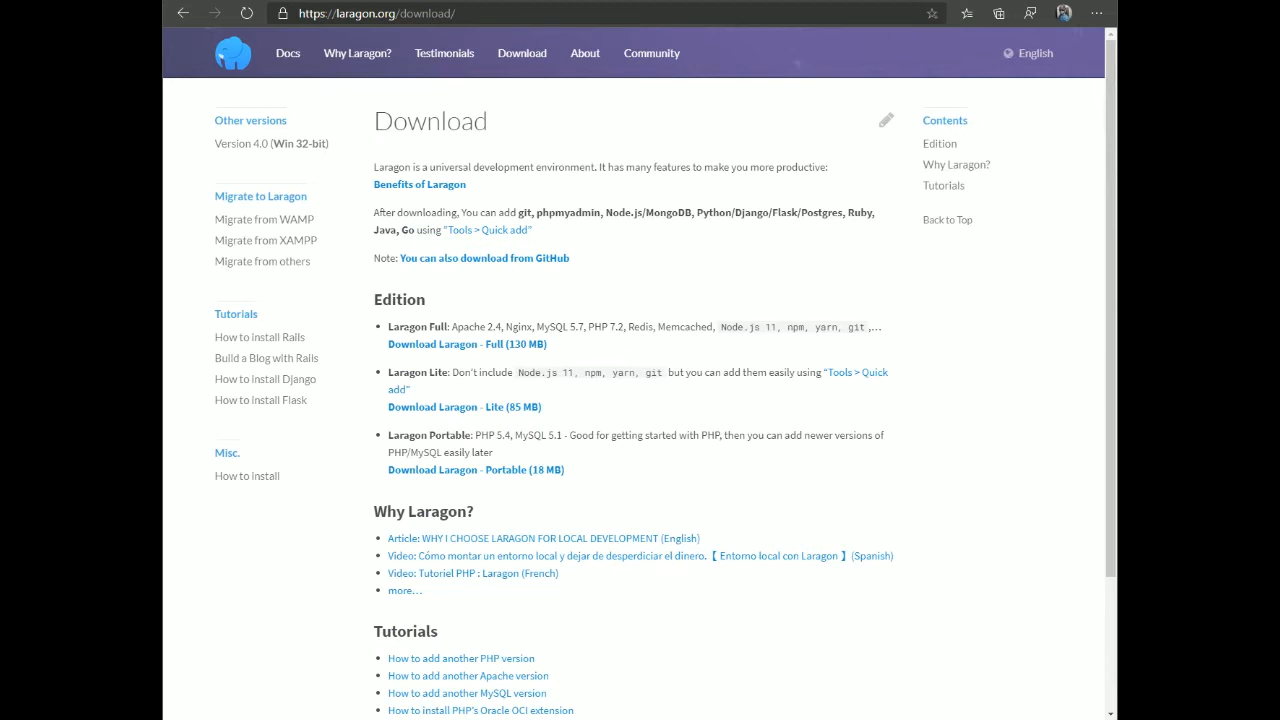 https://laragon.org/download/
Docs Why Laragon? Testimonials Download About Community English
Other versions
Version 4.0 (Win 32-bit)
Migrate to Laragon
Migrate from WAMP
Migrate from XAMPP
Migrate from others
Tutorials
How to install Rails
Build a Blog with Rails
How to install Django
How to install Flask
Misc.
How to install
Download
Laragon is a universal development environment. It has many features to make you more productive:
Benefits of Laragon
After downloading, You can add git, phpmyadmin, Node.js/MongoDB, Python/Django/Flask/Postgres, Ruby,
Java, Go using “Tools > Quick add”
Note: You can also download from GitHub
Edition
• Laragon Full: Apache 2.4, Nginx, MySQL 5.7, PHP 7.2, Redis, Memcached, Node.js 11, npm, yarn, git ,…
Download Laragon - Full (130 MB)
• Laragon Lite: Don’t include Node.js 11, npm, yarn, git but you can add them easily using “Tools > Quick
add”
Download Laragon - Lite (85 MB)
• Laragon Portable: PHP 5.4, MySQL 5.1 - Good for getting started with PHP, then you can add newer versions of
PHP/MySQL easily later
Download Laragon - Portable (18 MB)
Why Laragon?
• Article: WHY I CHOOSE LARAGON FOR LOCAL DEVELOPMENT (English)
• Video: Cómo montar un entorno local y dejar de desperdiciar el dinero.【 Entorno local con Laragon 】(Spanish)
• Video: Tutoriel PHP : Laragon (French)
• more…
Tutorials
• How to add another PHP version
• How to add another Apache version
• How to add another MySQL version
• How to install PHP’s Oracle OCI extension
Contents
Edition
Why Laragon?
Tutorials
Back to Top